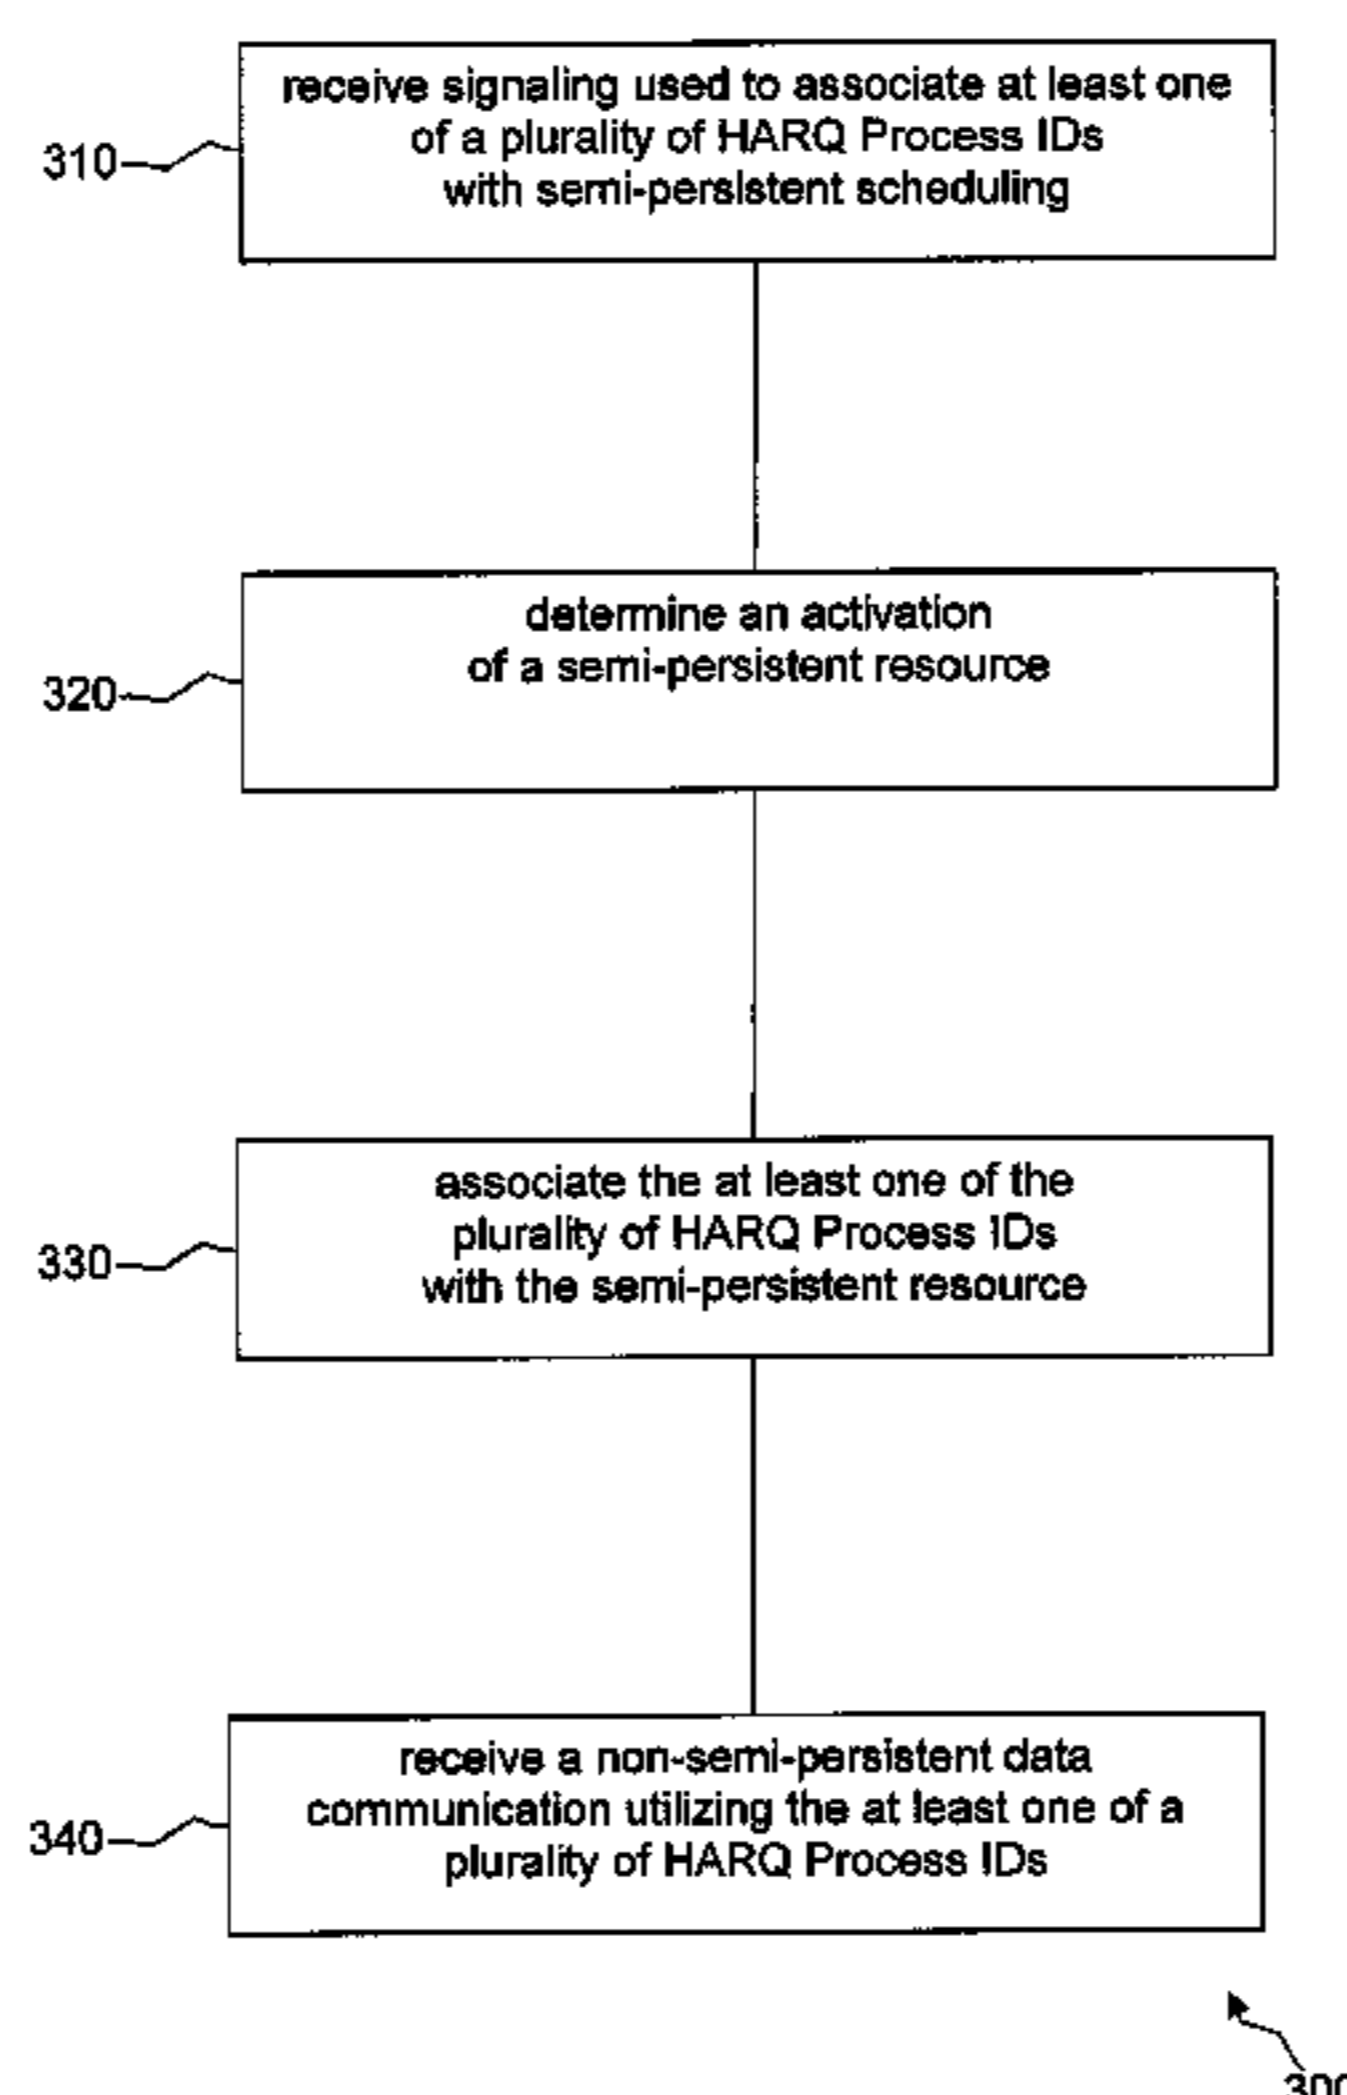 receive signaling used to associate at least one
of a plurality of HARQ Process IDs
with semi-persistent scheduling
310
determine an activation
of a semi-persistent resource
320
associate the at least one of the
plurality of HARQ Process IDs
with the semi-persistent resource
330
receive a non-semi-persistent data
communication utilizing the at least one of a
plurality of HARQ Process IDs
340
300